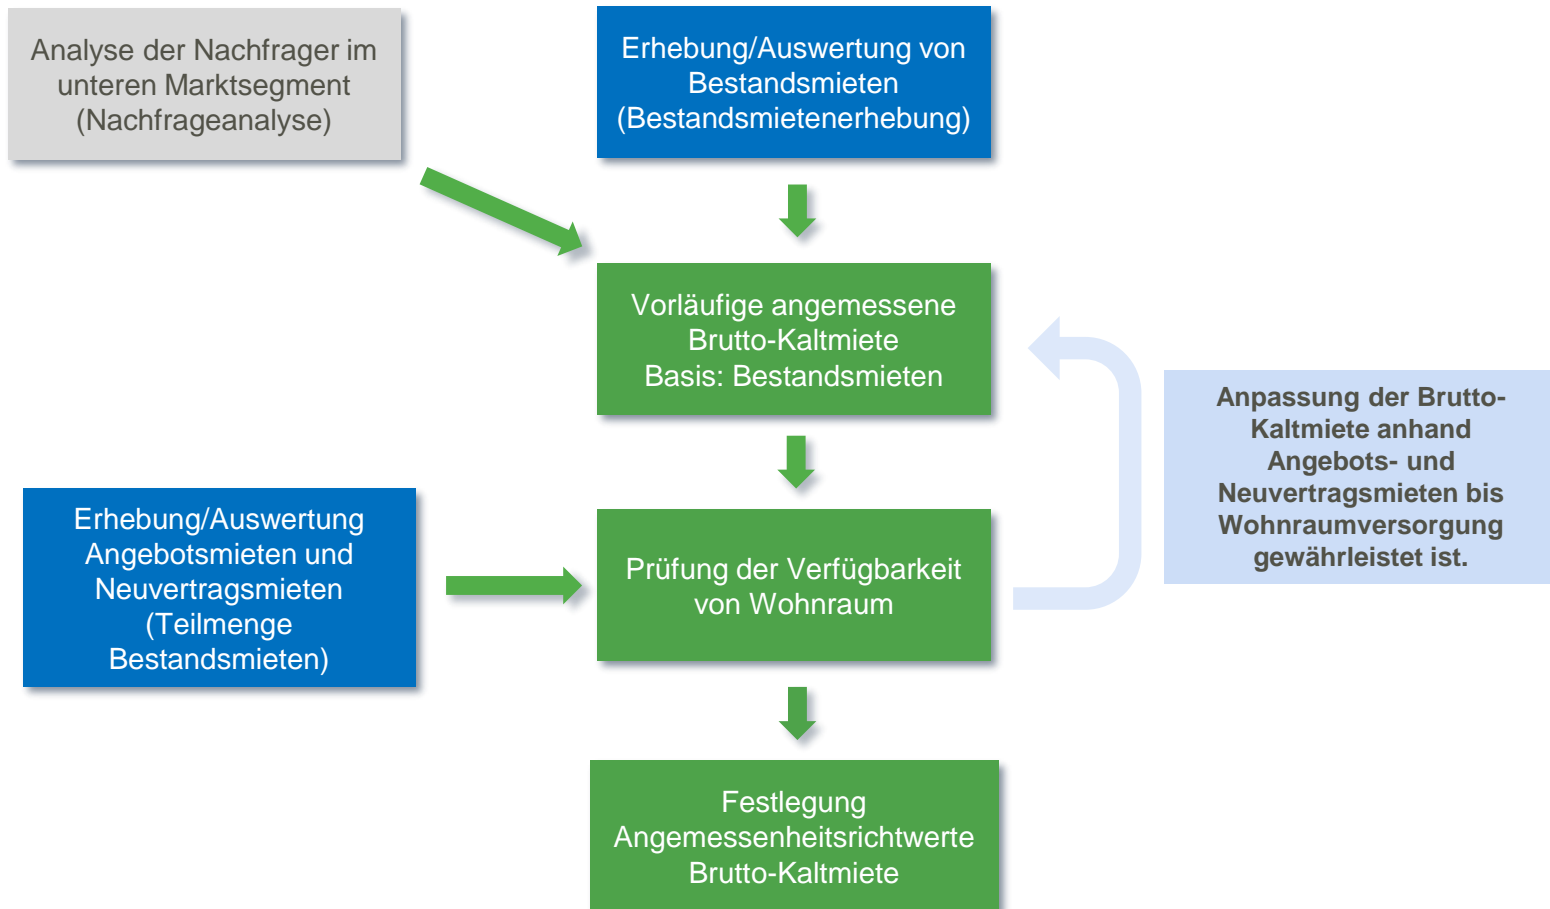 Analyse der Nachfrager im
unteren Marktsegment
(Nachfrageanalyse)
Erhebung/Auswertung von
Bestandsmieten
(Bestandsmietenerhebung)
Vorläufige angemessene
Brutto-Kaltmiete
Basis: Bestandsmieten
Anpassung der Brutto-
Kaltmiete anhand
Angebots- und
Neuvertragsmieten bis
Wohnraumversorgung
gewährleistet ist.
Erhebung/Auswertung
Angebotsmieten und
Neuvertragsmieten
(Teilmenge
Bestandsmieten)
Prüfung der Verfügbarkeit
von Wohnraum
Festlegung
Angemessenheitsrichtwerte
Brutto-Kaltmiete